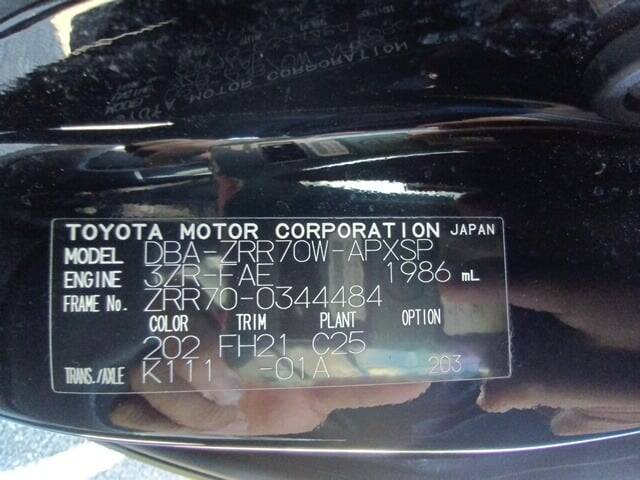 TOYOTA MOTOR CORPORATION JAPAN
MODEL DBA-ZRR70W-APXSP
ENGINE 3ZR-FAE 1986 mL
FRAME No. ZRR70-0344484
COLOR TRIM PLANT OPTION
202 FH21 C25
TRANS./AXLE K111 -01A 203